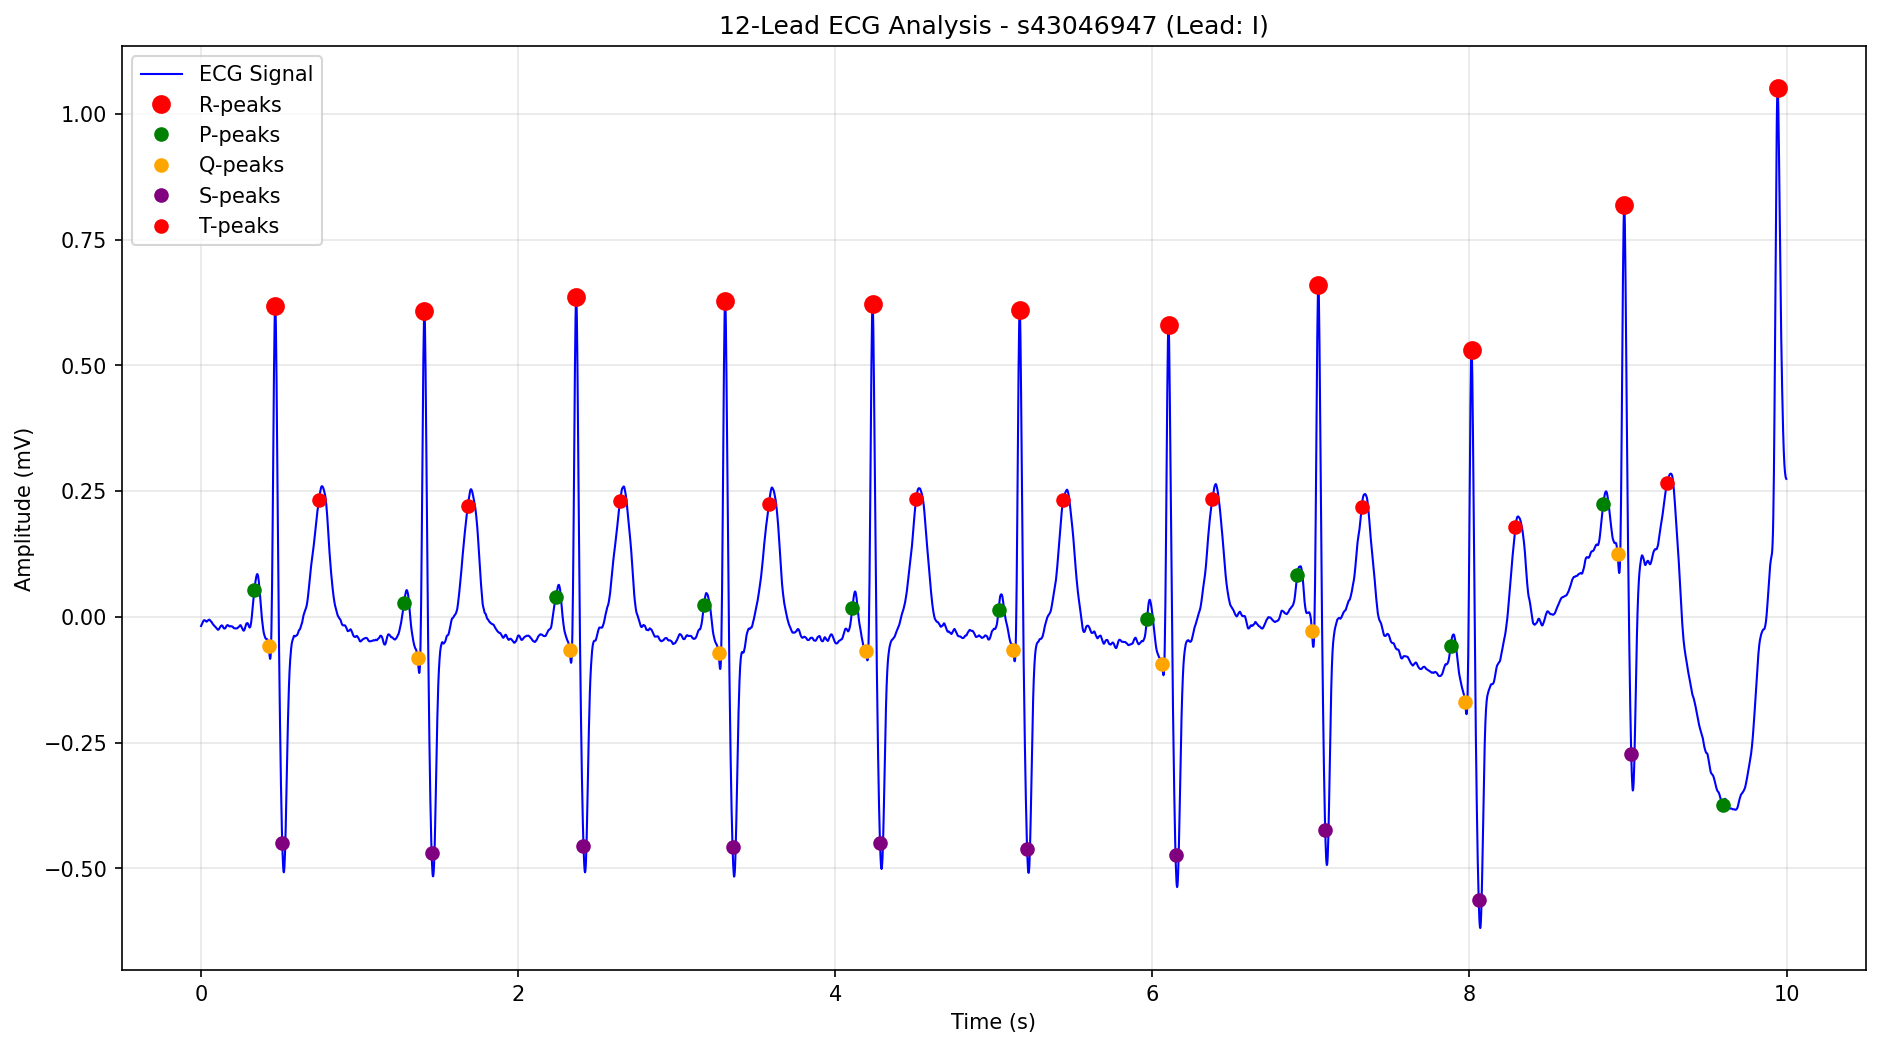 12-Lead ECG Analysis - s43046947 (Lead: I)
ECG Signal
R-peaks
P-peaks
Q-peaks
S-peaks
T-peaks
1.00
0.75
0.50
0.25
0.00
−0.25
−0.50
Amplitude (mV)
0 2 4 6 8 10
Time (s)